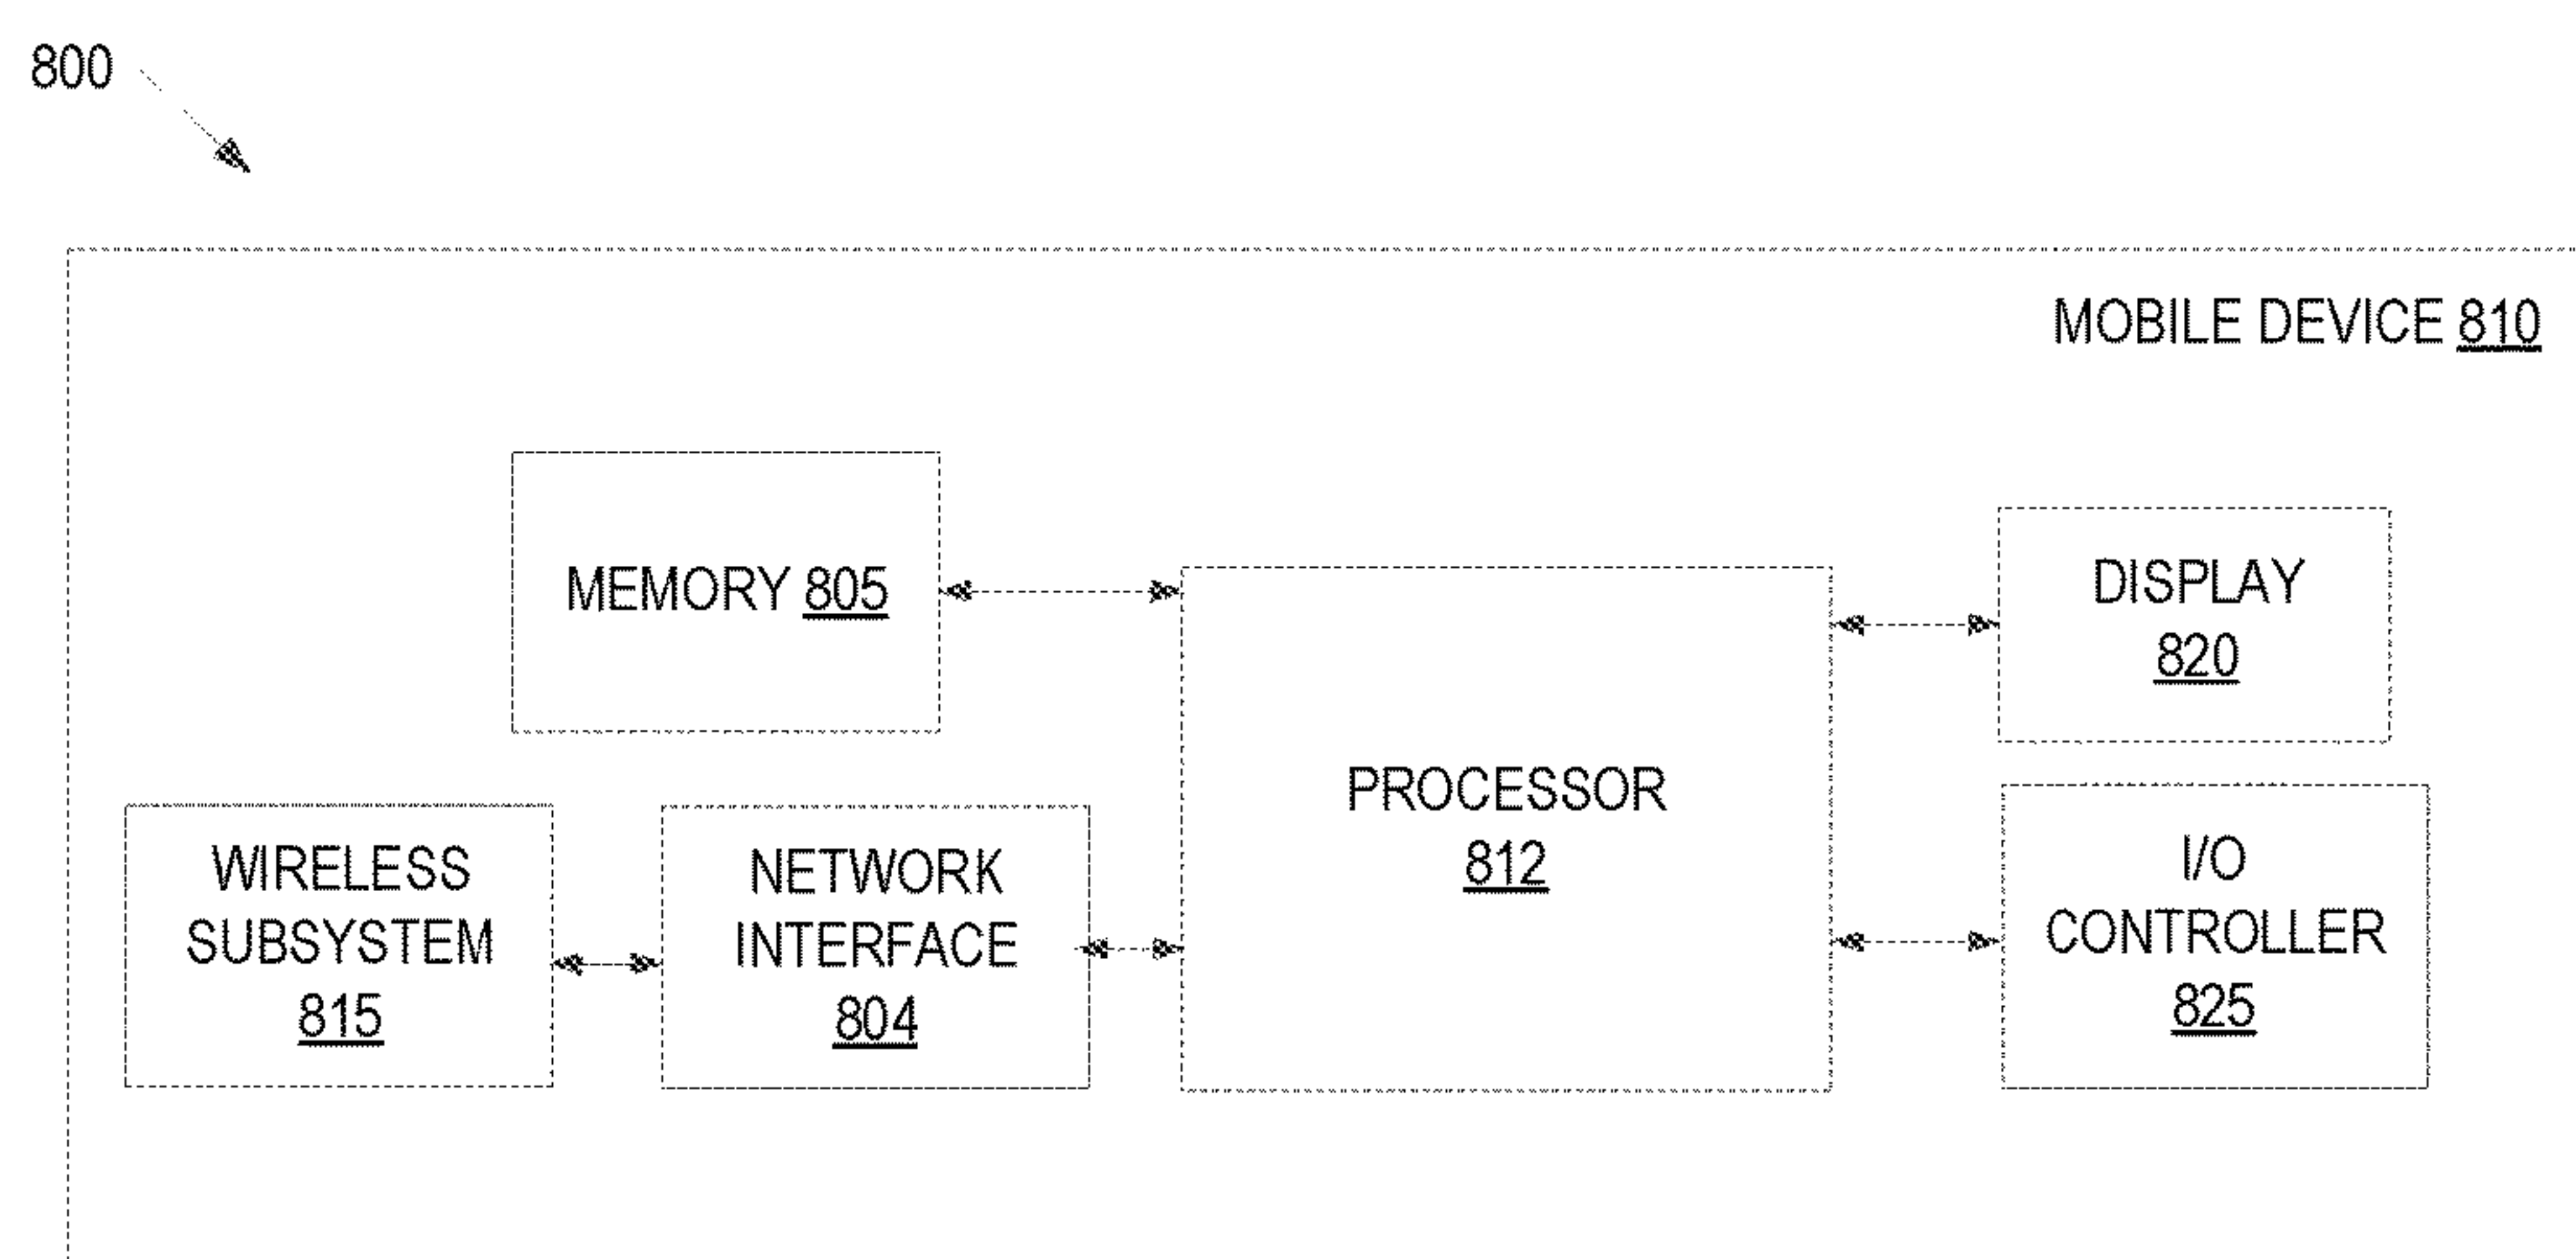 800
MOBILE DEVICE 810
MEMORY 805
DISPLAY
820
PROCESSOR
812
WIRELESS
SUBSYSTEM
815
NETWORK
INTERFACE
804
I/O
CONTROLLER
825